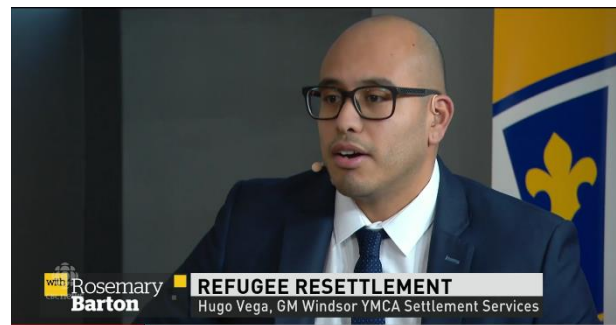 with Rosemary
Barton
REFUGEE RESETTLEMENT
Hugo Vega, GM Windsor YMCA Settlement Services